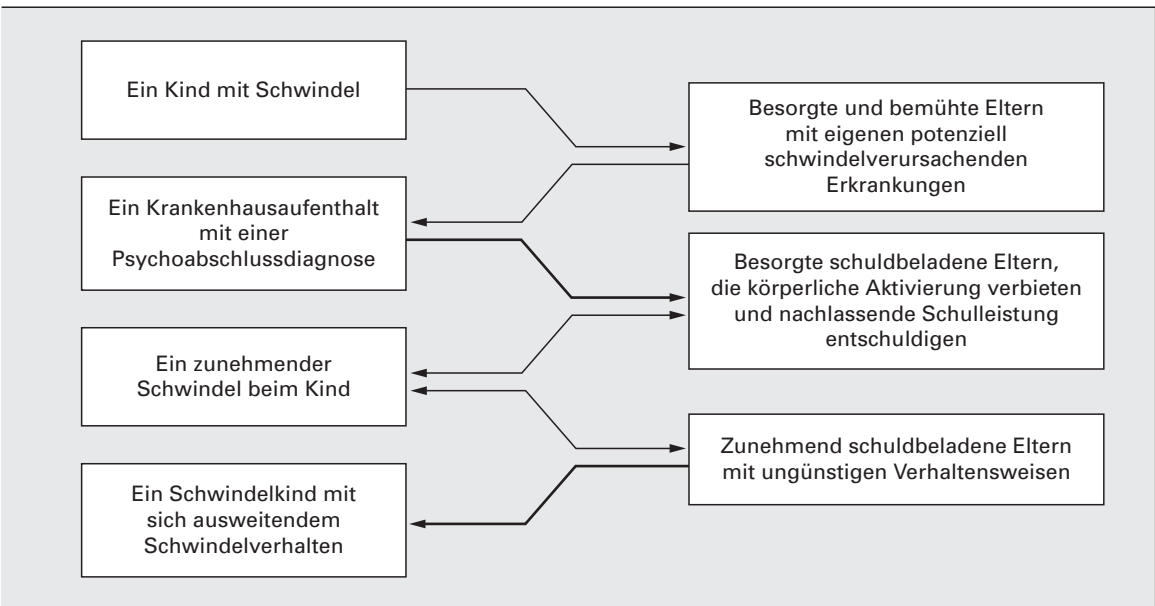 Ein Kind mit Schwindel
Besorgte und bemühte Eltern
mit eigenen potenziell
schwindelverursachenden
Erkrankungen
Ein Krankenhausaufenthalt
mit einer
Psychoabschlussdiagnose
Besorgte schuldbeladene Eltern,
die körperliche Aktivierung verbieten
und nachlassende Schulleistung
entschuldigen
Ein zunehmender
Schwindel beim Kind
Zunehmend schuldbeladene Eltern
mit ungünstigen Verhaltensweisen
Ein Schwindelkind mit
sich ausweitendem
Schwindelverhalten